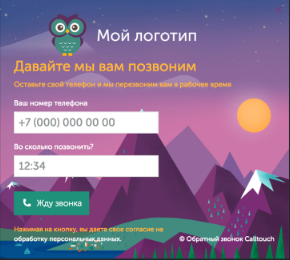 Мой логотип
Давайте мы вам позвоним
Оставьте свой телефон и мы перезвоним вам в рабочее время
Ваш номер телефона
+7 (000) 000 00 00
Во сколько позвонить?
12:34
Жду звонка
Нажимая на кнопку, вы даете свое согласие на
обработку персональных данных.
© Обратный звонок Calltouch